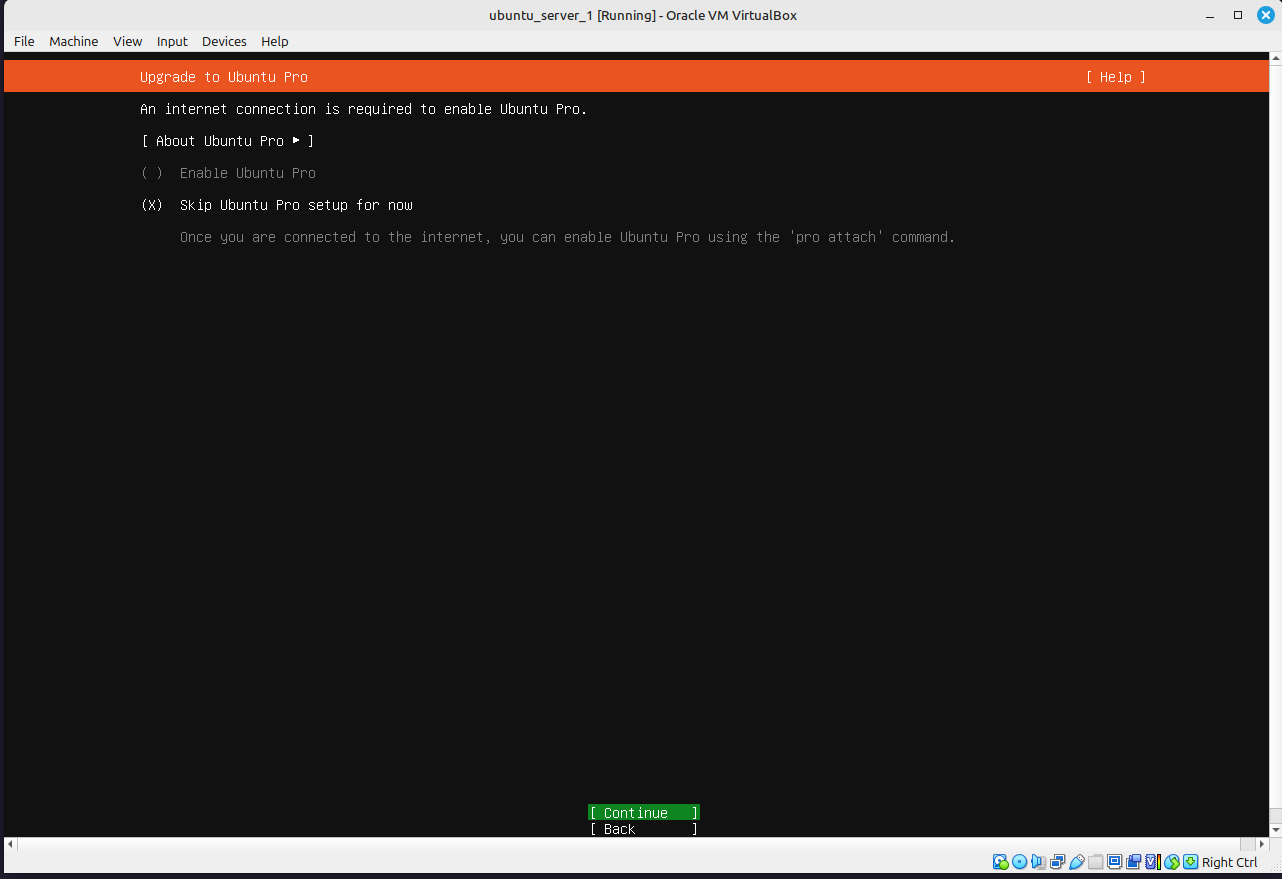 ubuntu_server_1 [Running] - Oracle VM VirtualBox
File Machine View Input Devices Help
Upgrade to Ubuntu Pro [ Help ]
An internet connection is required to enable Ubuntu Pro.
[ About Ubuntu Pro ► ]
( ) Enable Ubuntu Pro
(X) Skip Ubuntu Pro setup for now
Once you are connected to the internet, you can enable Ubuntu Pro using the 'pro attach' command.
[ Continue ]
[ Back ]
Right Ctrl